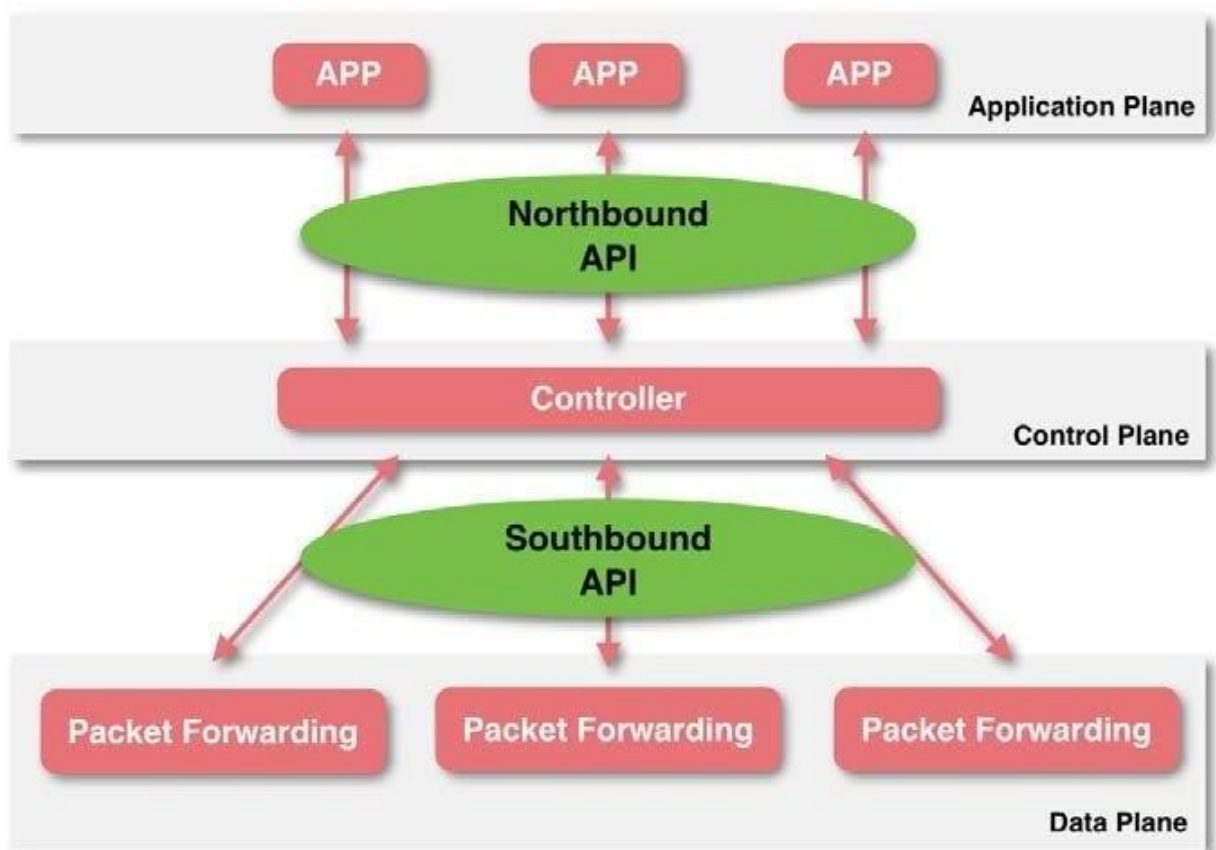 APP
APP
APP
Application Plane
Northbound
API
Controller
Control Plane
Southbound
API
Packet Forwarding
Packet Forwarding
Packet Forwarding
Data Plane